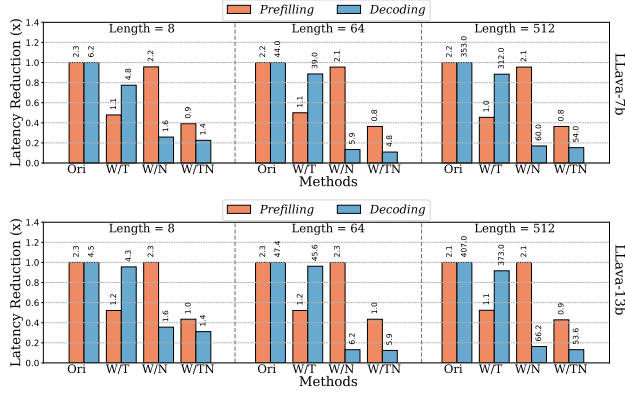 Prefilling Decoding
Length = 8 Length = 64 Length = 512
Latency Reduction (x)
1.4
1.2
1.0
0.8
0.6
0.4
0.2
0.0
2.3 6.2 1.1 4.8 2.2 1.6 0.9 1.4
2.2 44.0 1.1 39.0 2.1 5.9 0.8 4.8
2.2 353.0 1.0 312.0 2.1 60.0 0.8 54.0
Ori W/T W/N W/TN Ori W/T W/N W/TN Ori W/T W/N W/TN
Methods
LLava-7b
Prefilling Decoding
Length = 8 Length = 64 Length = 512
Latency Reduction (x)
1.4
1.2
1.0
0.8
0.6
0.4
0.2
0.0
2.3 4.5 1.2 4.3 2.3 1.6 1.0 1.4
2.3 47.4 1.2 45.6 2.3 6.2 1.0 5.9
2.1 407.0 1.1 373.0 2.1 66.2 0.9 53.6
Ori W/T W/N W/TN Ori W/T W/N W/TN Ori W/T W/N W/TN
Methods
LLava-13b